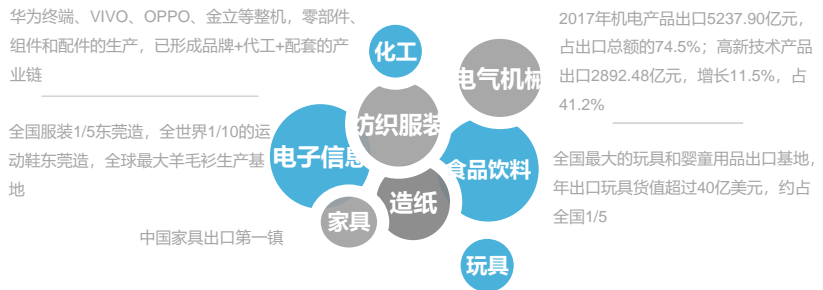 华为终端、VIVO、OPPO、金立等整机，零部件、
组件和配件的生产，已形成品牌+代工+配套的产
业链
全国服装1/5东莞造，全世界1/10的运
动鞋东莞造，全球最大羊毛衫生产基
地
中国家具出口第一镇
化工
电气机械
纺织服装
电子信息
食品饮料
造纸
家具
玩具
2017年机电产品出口5237.90亿元，
占出口总额的74.5%；高新技术产品
出口2892.48亿元，增长11.5%，占
41.2%
全国最大的玩具和婴童用品出口基地，
年出口玩具货值超过40亿美元，约占
全国1/5